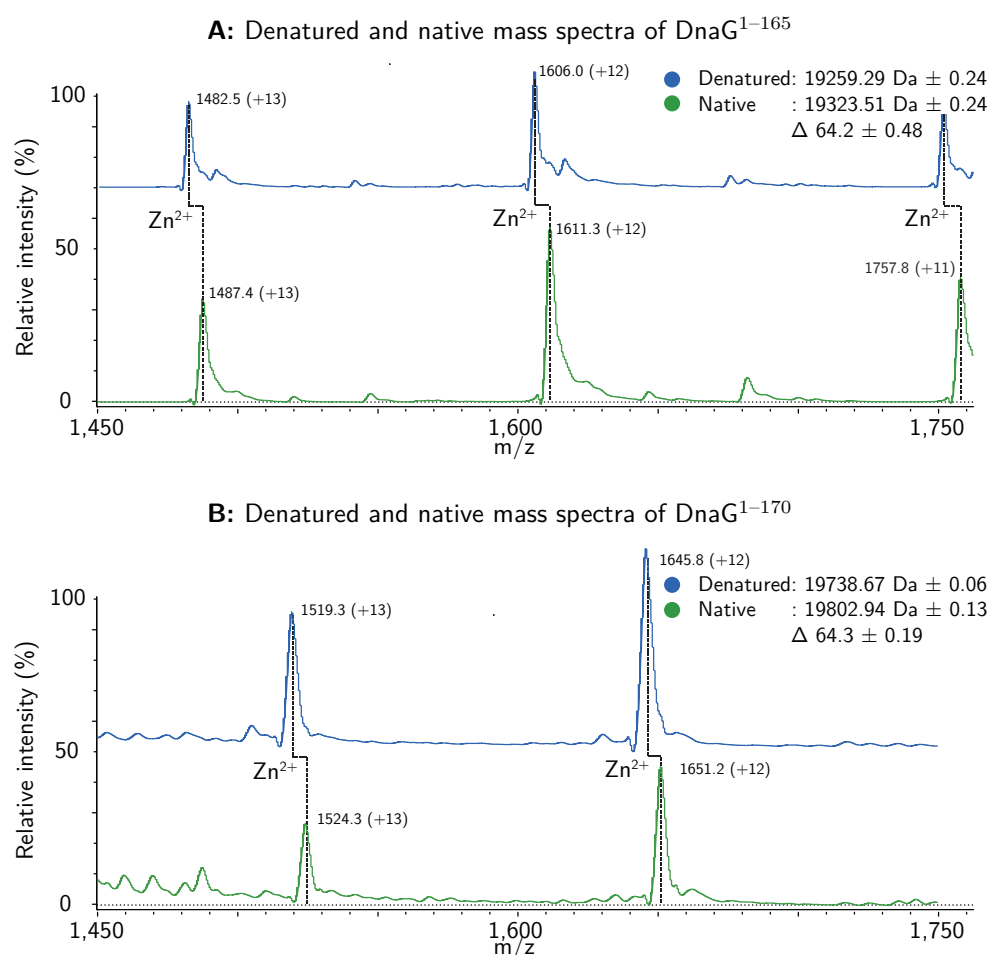 A: Denatured and native mass spectra of DnaG¹⁻¹⁶⁵
1606.0 (+12)
Denatured: 19259.29 Da ± 0.24
Native : 19323.51 Da ± 0.24
Δ 64.2 ± 0.48
100
1482.5 (+13)
Zn²⁺
Zn²⁺
Zn²⁺
1611.3 (+12)
50
1757.8 (+11)
1487.4 (+13)
Relative intensity (%)
0
1,450
1,600
1,750
m/z
B: Denatured and native mass spectra of DnaG¹⁻¹⁷⁰
1645.8 (+12)
Denatured: 19738.67 Da ± 0.06
Native : 19802.94 Da ± 0.13
Δ 64.3 ± 0.19
100
1519.3 (+13)
50
Zn²⁺
Zn²⁺
1651.2 (+12)
1524.3 (+13)
Relative intensity (%)
0
1,450
1,600
1,750
m/z